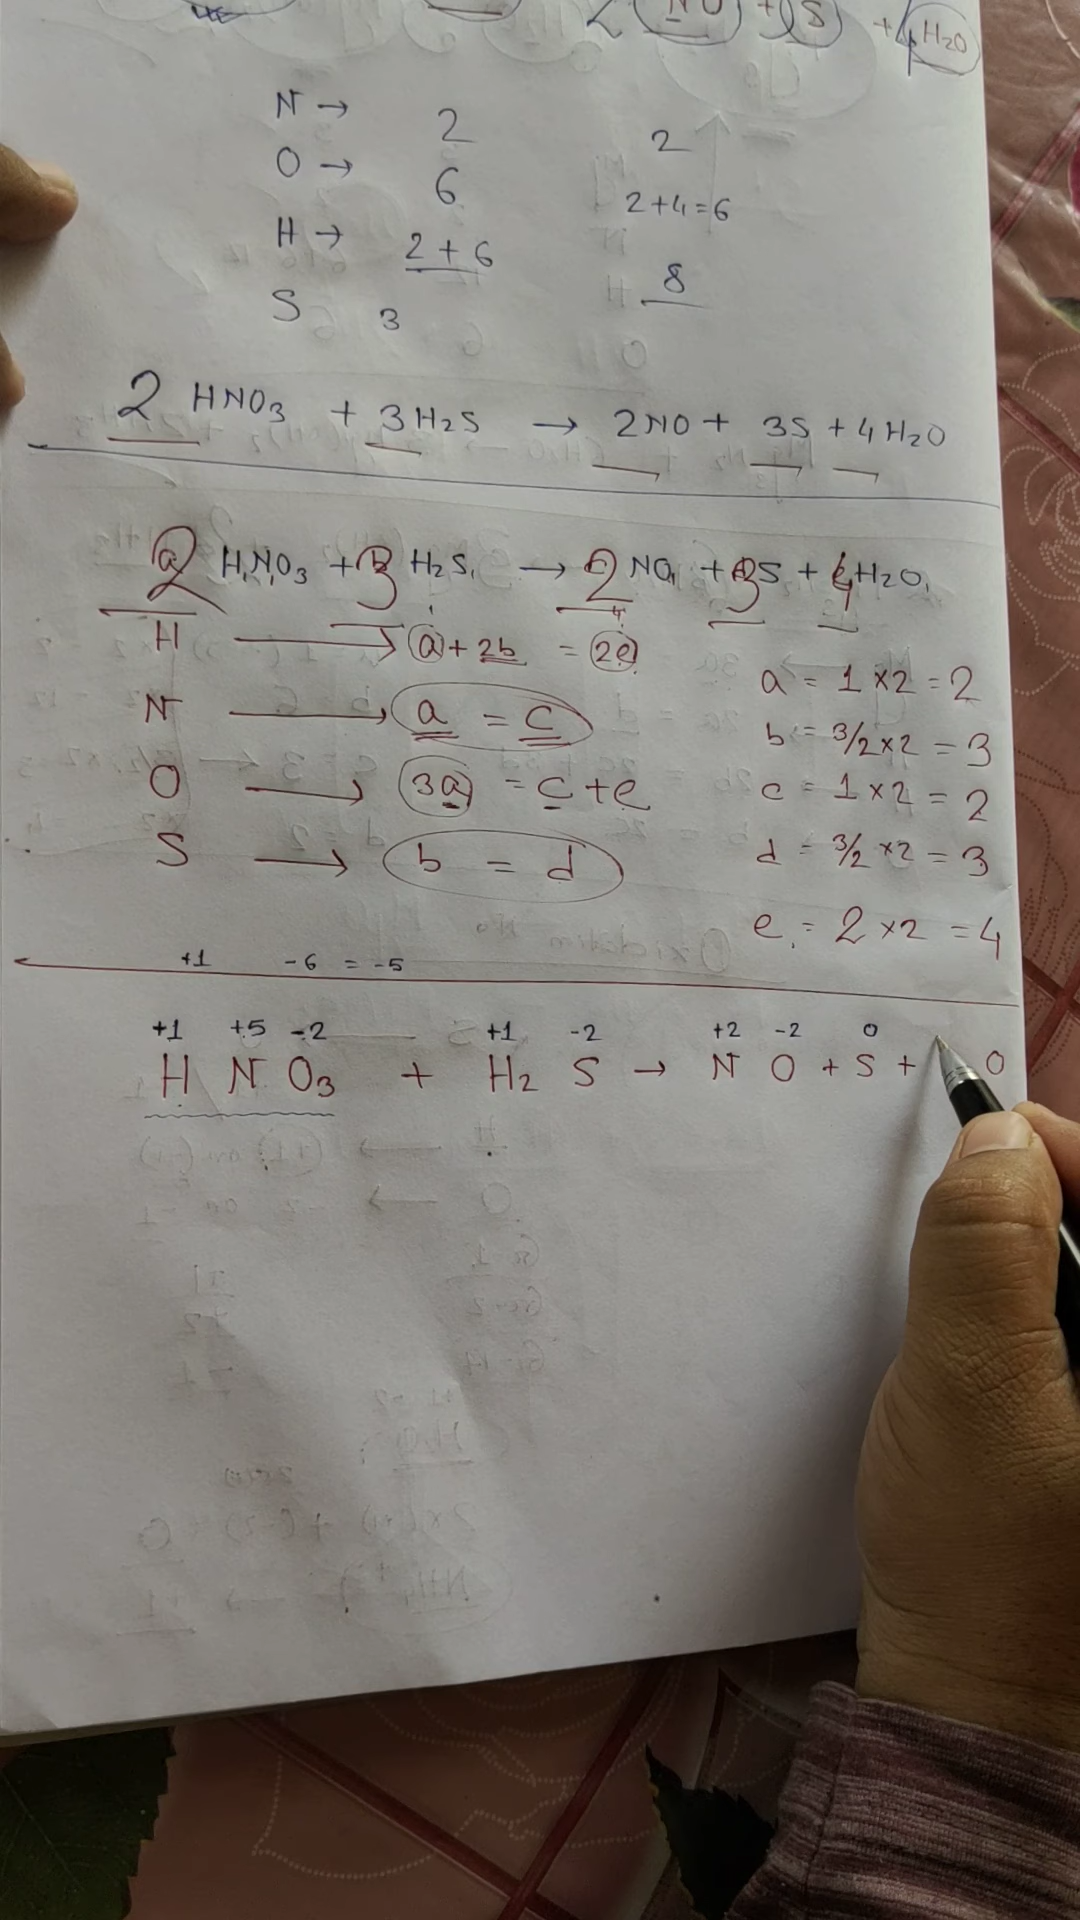 2 NO + S + 4 H2O
N → 2 2
O → 6 2+4=6
H → 2+6 8
S 3
2 HNO3 + 3H2S → 2NO + 3S + 4H2O
2 HNO3 + 3 H2S → 2 NO + 3S + 4H2O
H → a + 2b = 2e
N → a = c
O → 3a = c+e
S → b = d
a = 1 ×2 = 2
b = 3/2 ×2 = 3
c = 1 ×2 = 2
d = 3/2 ×2 = 3
e = 2 ×2 = 4
+1 -6 = -5
+1 +5 -2 +1 -2 +2 -2 0
H N O3 + H2 S → N O + S + O